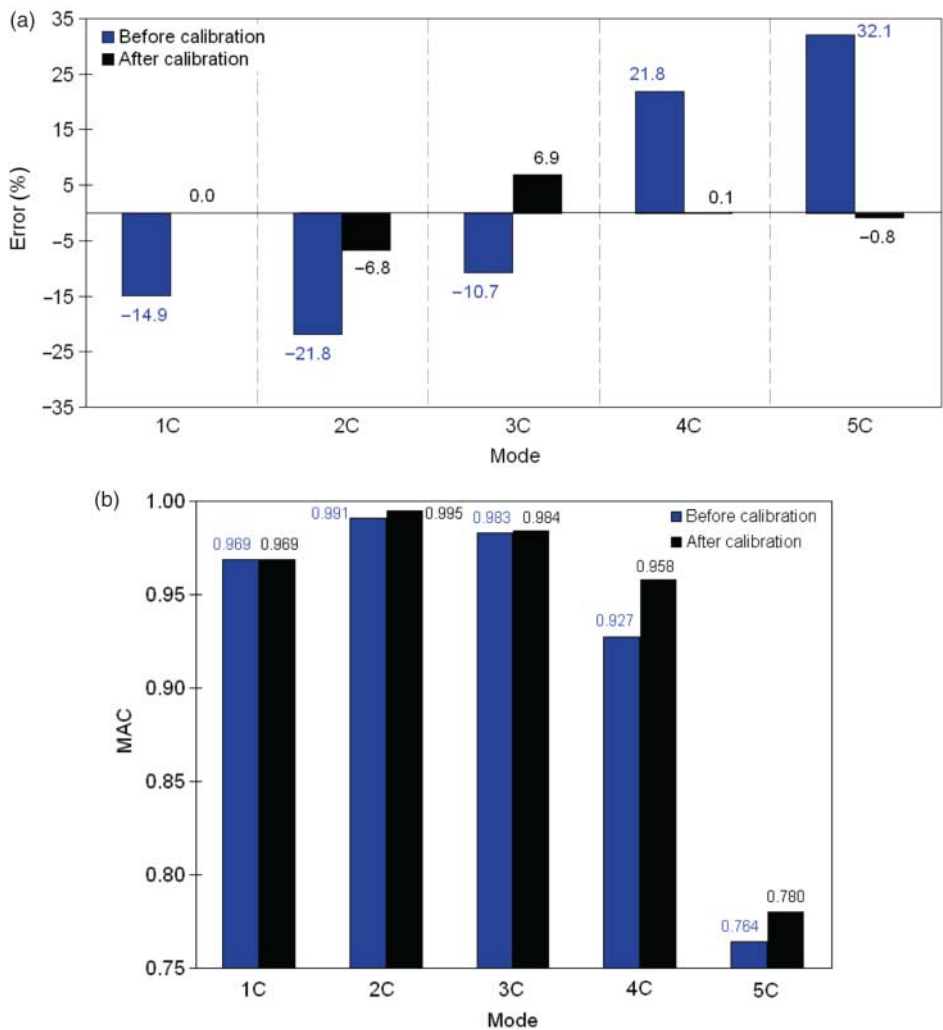 (a)
35
25
15
5
−5
−15
−25
−35
Error (%)
Before calibration
After calibration
−14.9
0.0
−21.8
−6.8
−10.7
6.9
21.8
0.1
32.1
−0.8
1C 2C 3C 4C 5C
Mode
(b)
1.00
0.95
0.90
0.85
0.80
0.75
MAC
Before calibration
After calibration
0.969 0.969
0.991 0.995
0.983 0.984
0.927 0.958
0.764 0.780
1C 2C 3C 4C 5C
Mode